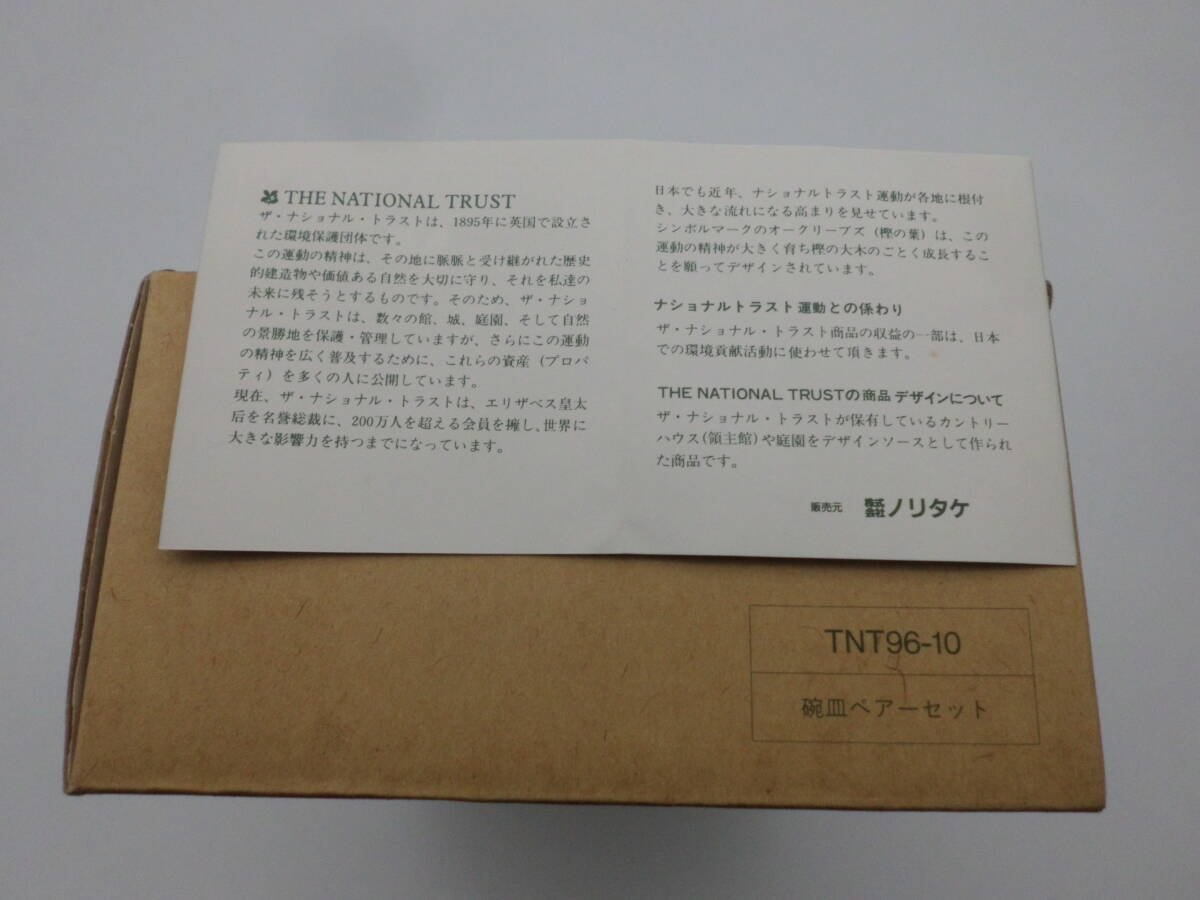 THE NATIONAL TRUST
ザ・ナショナル・トラストは、1895年に英国で設立さ
れた環境保護団体です。
この運動の精神は、その地に脈脈と受け継がれた歴史
的建造物や価値ある自然を大切に守り、それを私達の
未来に残そうとするものです。そのため、ザ・ナショ
ナル・トラストは、数々の館、城、庭園、そして自然
の景勝地を保護・管理していますが、さらにこの運動
の精神を広く普及するために、これらの資産（プロパ
ティ）を多くの人に公開しています。
現在、ザ・ナショナル・トラストは、エリザベス皇太
后を名誉総裁に、200万人を超える会員を擁し、世界に
大きな影響力を持つまでになっています。
日本でも近年、ナショナルトラスト運動が各地に根付
き、大きな流れになる高まりを見せています。
シンボルマークのオークリーブズ（樫の葉）は、この
運動の精神が大きく育ち樫の大木のごとく成長するこ
とを願ってデザインされています。
ナショナルトラスト運動との係わり
ザ・ナショナル・トラスト商品の収益の一部は、日本
での環境貢献活動に使わせて頂きます。
THE NATIONAL TRUSTの商品デザインについて
ザ・ナショナル・トラストが保有しているカントリー
ハウス(領主館)や庭園をデザインソースとして作られ
た商品です。
販売元 株式会社ノリタケ
TNT96-10
碗皿ペアーセット